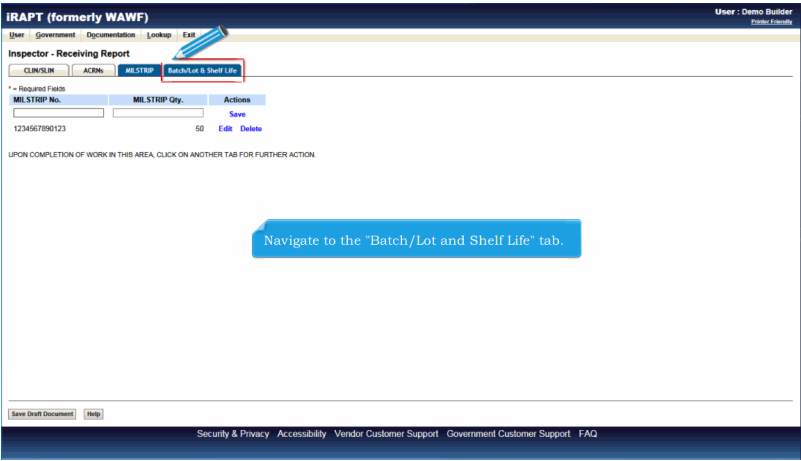 iRAPT (formerly WAWF)
User : Demo Builder
Printer Friendly
User Government Documentation Lookup Exit
Inspector - Receiving Report
CLIN/SLIN ACRNs MILSTRIP Batch/Lot & Shelf Life
* = Required Fields
MILSTRIP No. MILSTRIP Qty. Actions
Save
1234567890123 50 Edit Delete
UPON COMPLETION OF WORK IN THIS AREA, CLICK ON ANOTHER TAB FOR FURTHER ACTION.
Navigate to the "Batch/Lot and Shelf Life" tab.
Save Draft Document Help
Security & Privacy Accessibility Vendor Customer Support Government Customer Support FAQ